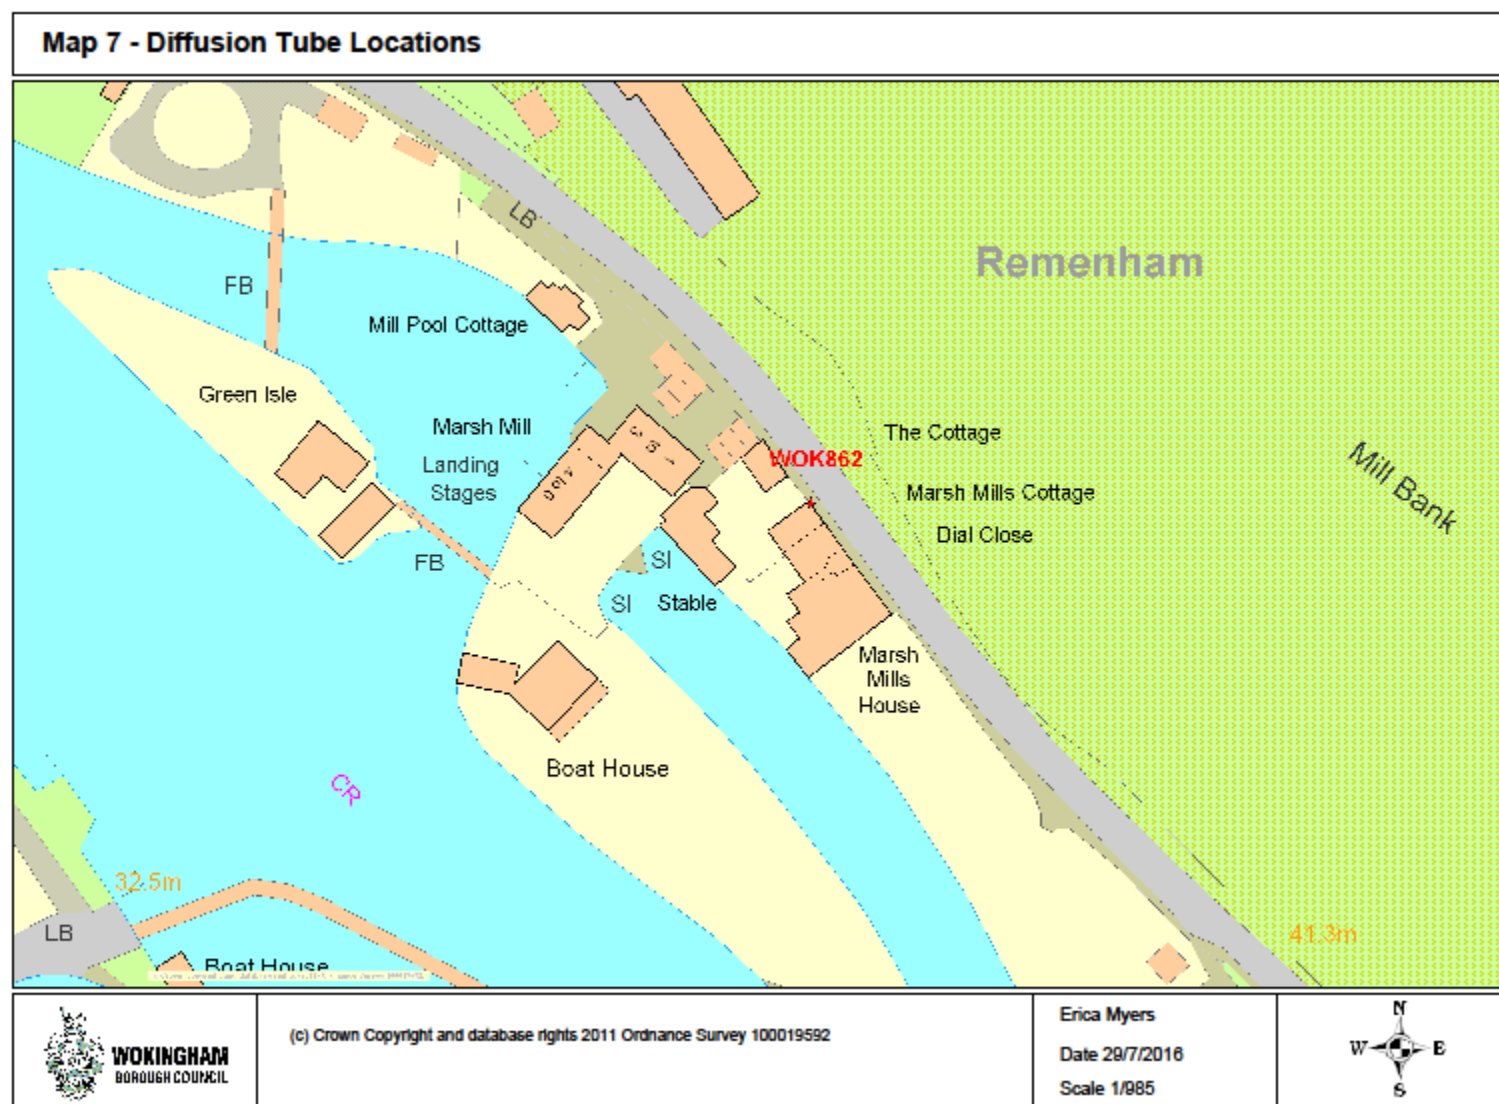 Map 7 - Diffusion Tube Locations
LB
Remenham
FB
Mill Pool Cottage
Green Isle
Marsh Mill
The Cottage
Mill Bank
WOK862
Landing
Stages
Marsh Mills Cottage
Dial Close
FB
SI
SI
Stable
Marsh
Mills
House
Boat House
CR
32.5m
LB
41.3m
Boat House
WOKINGHAM
BOROUGH COUNCIL
(c) Crown Copyright and database rights 2011 Ordnance Survey 100019592
Erica Myers
Date 29/7/2016
Scale 1/985
N
W
E
S